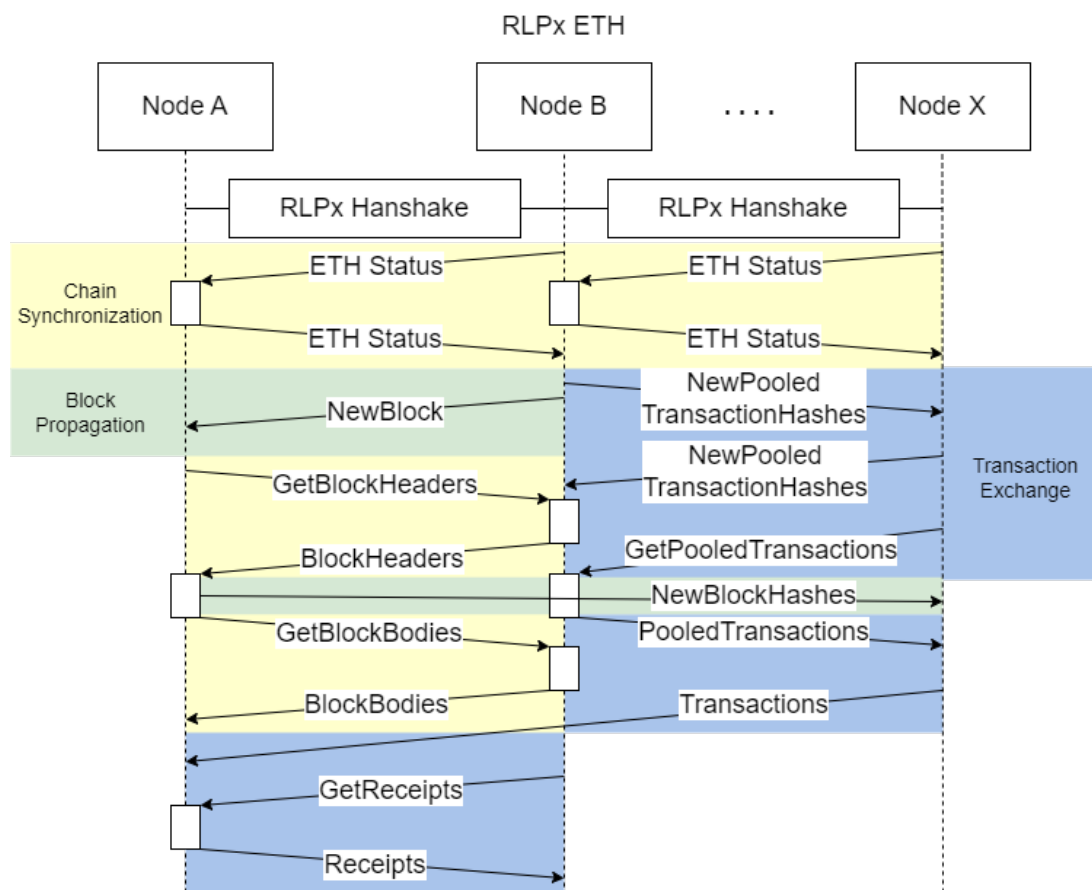 RLPx ETH
Node A
Node B
....
Node X
RLPx Hanshake
RLPx Hanshake
ETH Status
ETH Status
Chain
Synchronization
ETH Status
ETH Status
Block
Propagation
NewBlock
NewPooled
TransactionHashes
GetBlockHeaders
NewPooled
TransactionHashes
Transaction
Exchange
BlockHeaders
GetPooledTransactions
NewBlockHashes
GetBlockBodies
PooledTransactions
BlockBodies
Transactions
GetReceipts
Receipts